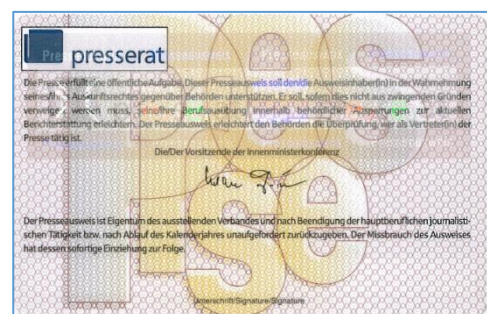 presserat
Die Presse erfüllt eine öffentliche Aufgabe. Dieser Presseausweis soll den/die Ausweisinhaber(in) in der Wahrnehmung
seines/ihres Auskunftsrechtes gegenüber Behörden unterstützen. Er soll, sofern dies nicht aus zwingenden Gründen
verweigert werden muss, seine/ihre Berufsausübung innerhalb behördlicher Absperrungen zur aktuellen
Berichterstattung erleichtern. Der Presseausweis erleichtert den Behörden die Überprüfung, wer als Vertreter(in) der
Presse tätig ist.
Die/Der Vorsitzende der Innenministerkonferenz
Der Presseausweis ist Eigentum des ausstellenden Verbandes und nach Beendigung der hauptberuflichen journalisti-
schen Tätigkeit bzw. nach Ablauf des Kalenderjahres unaufgefordert zurückzugeben. Der Missbrauch des Ausweises
hat dessen sofortige Einziehung zur Folge.
Unterschrift/Signature/Signature